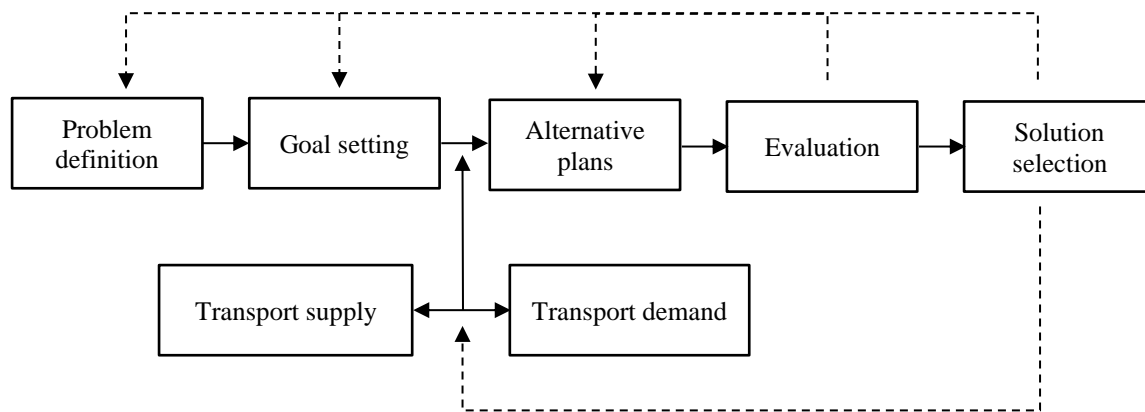 Problem
definition
Goal setting
Alternative
plans
Evaluation
Solution
selection
Transport supply
Transport demand